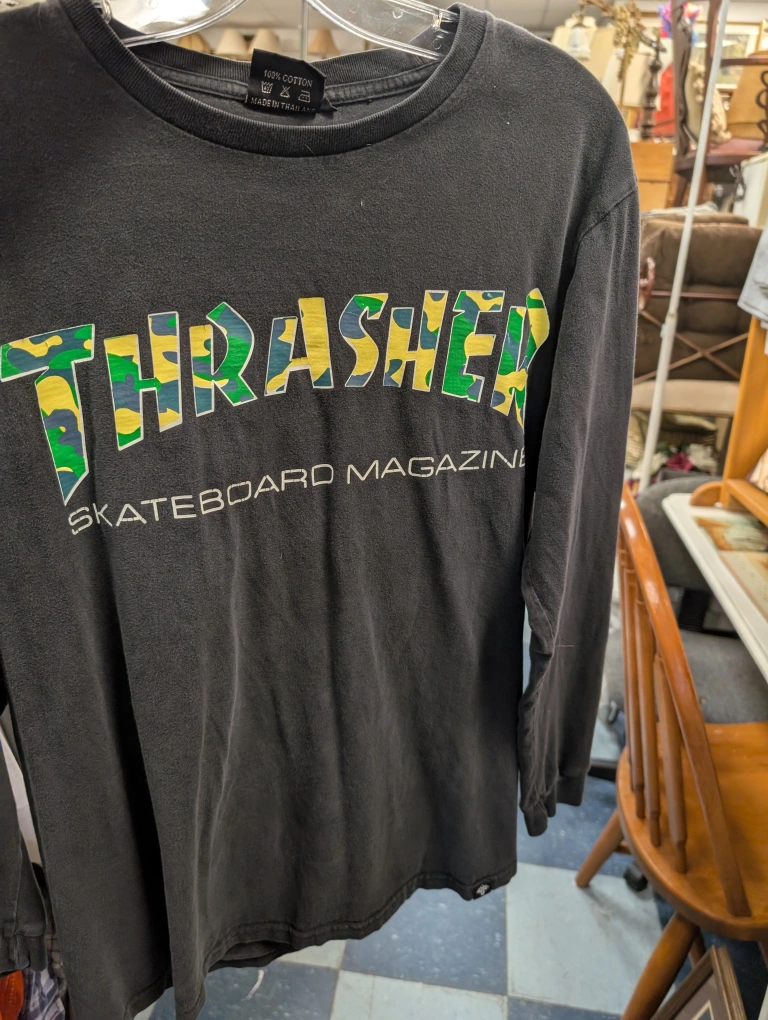 100% COTTON
MADE IN THAILAND
THRASHER
SKATEBOARD MAGAZINE